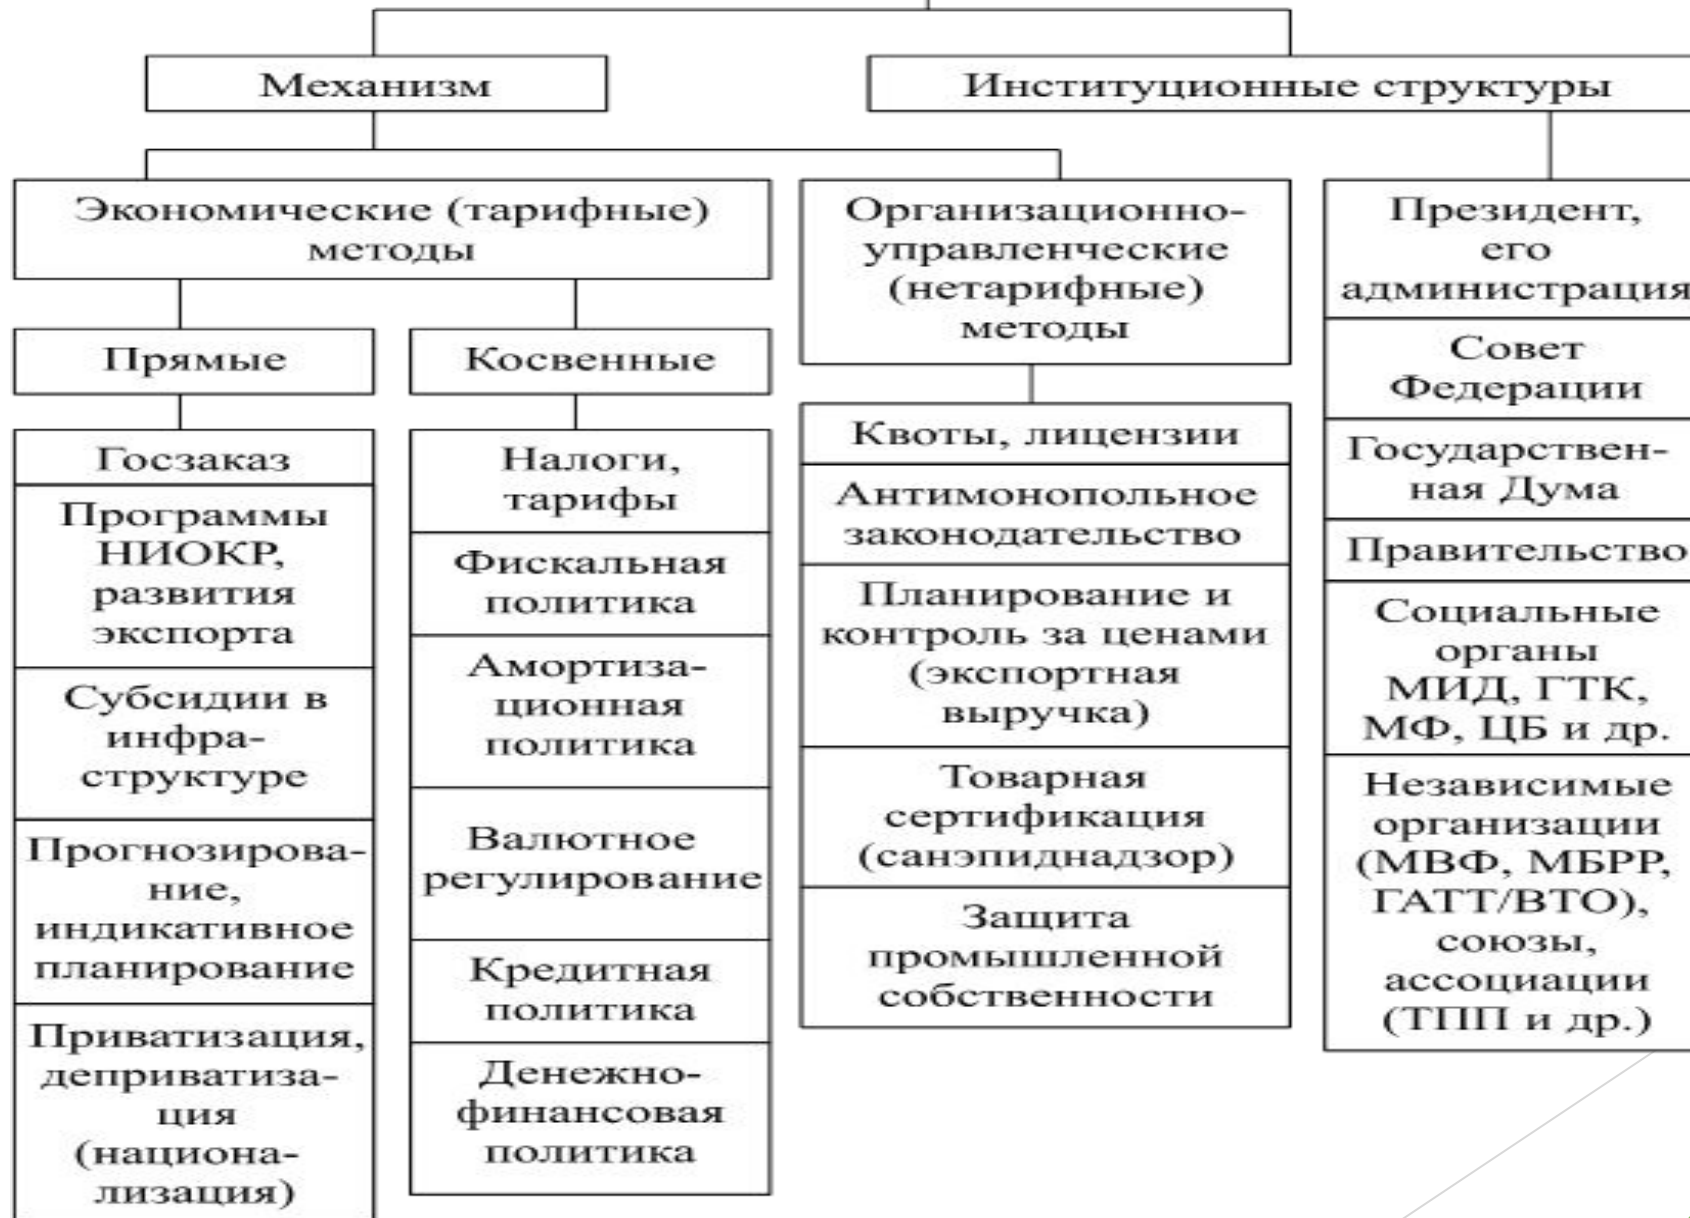 Механизм
Институционные структуры
Экономические (тарифные)
методы
Прямые
Госзаказ
Программы
НИОКР,
развития
экспорта
Субсидии в
инфра-
структуре
Прогнозирова-
ние,
индикативное
планирование
Приватизация,
деприватиза-
ция
(национа-
лизация)
Косвенные
Налоги,
тарифы
Фискальная
политика
Амортиза-
ционная
политика
Валютное
регулирование
Кредитная
политика
Денежно-
финансовая
политика
Организационно-
управленческие
(нетарифные)
методы
Квоты, лицензии
Антимонопольное
законодательство
Планирование и
контроль за ценами
(экспортная
выручка)
Товарная
сертификация
(санэпиднадзор)
Защита
промышленной
собственности
Президент,
его
администрация
Совет
Федерации
Государствен-
ная Дума
Правительство
Социальные
органы
МИД, ГТК,
МФ, ЦБ и др.
Независимые
организации
(МВФ, МБРР,
ГАТТ/ВТО),
союзы,
ассоциации
(ТПП и др.)